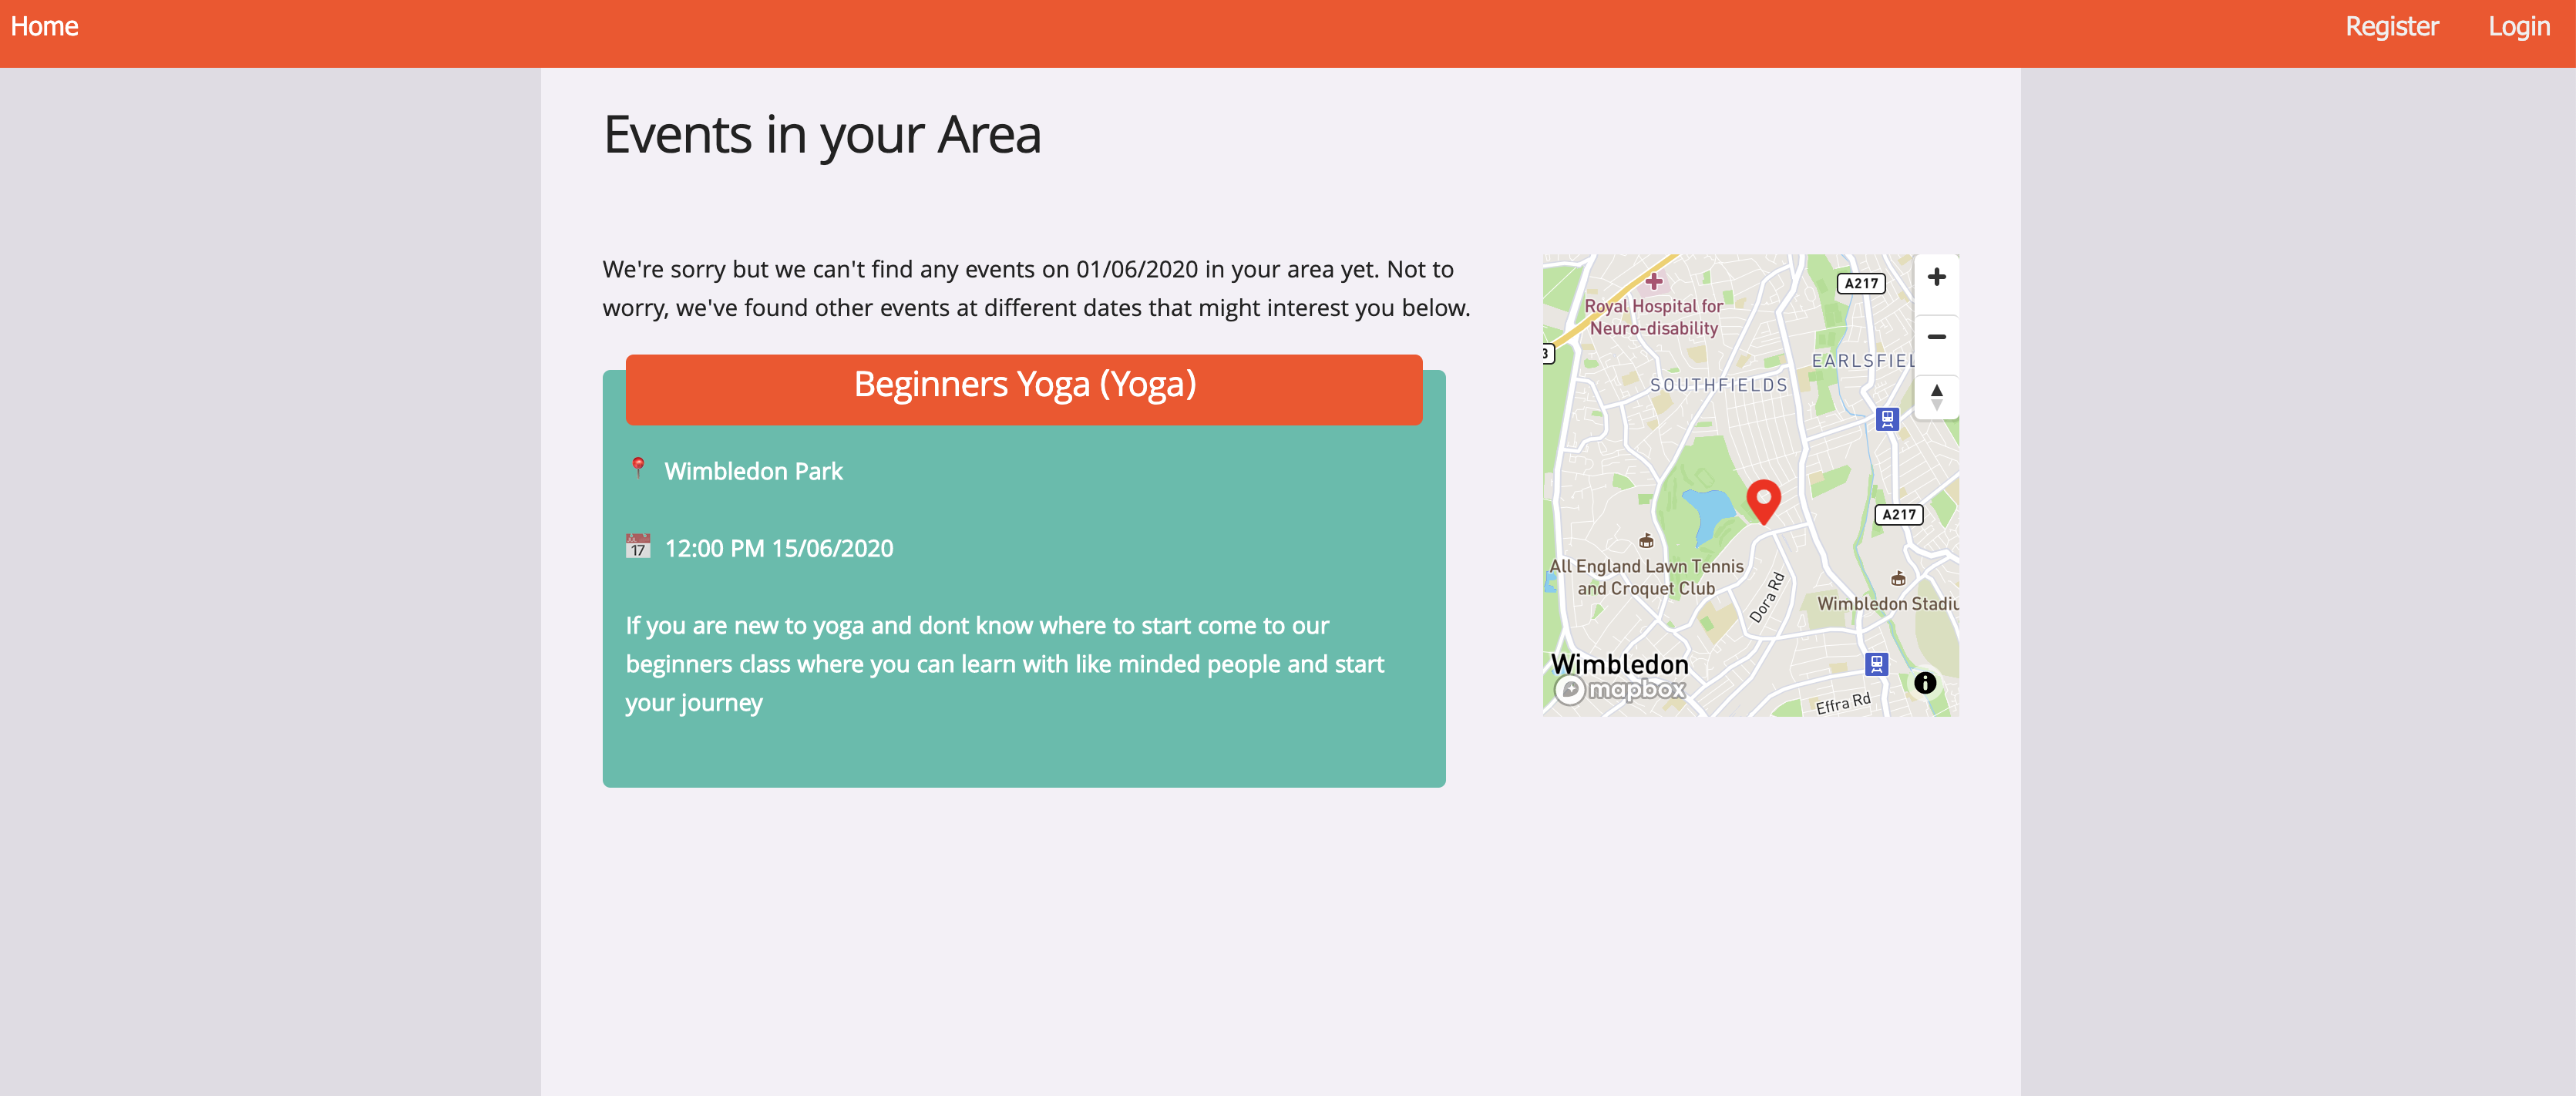 Home
Register
Login
Events in your Area
We're sorry but we can't find any events on 01/06/2020 in your area yet. Not to
worry, we've found other events at different dates that might interest you below.
Beginners Yoga (Yoga)
Wimbledon Park
17
12:00 PM 15/06/2020
If you are new to yoga and dont know where to start come to our
beginners class where you can learn with like minded people and start
your journey
A217
Royal Hospital for
Neuro-disability
3
EARLSFIEL
SOUTHFIELDS
A217
All England Lawn Tennis
and Croquet Club
Dora Rd
Wimbledon Stadiu
Wimbledon
mapbox
Effra Rd